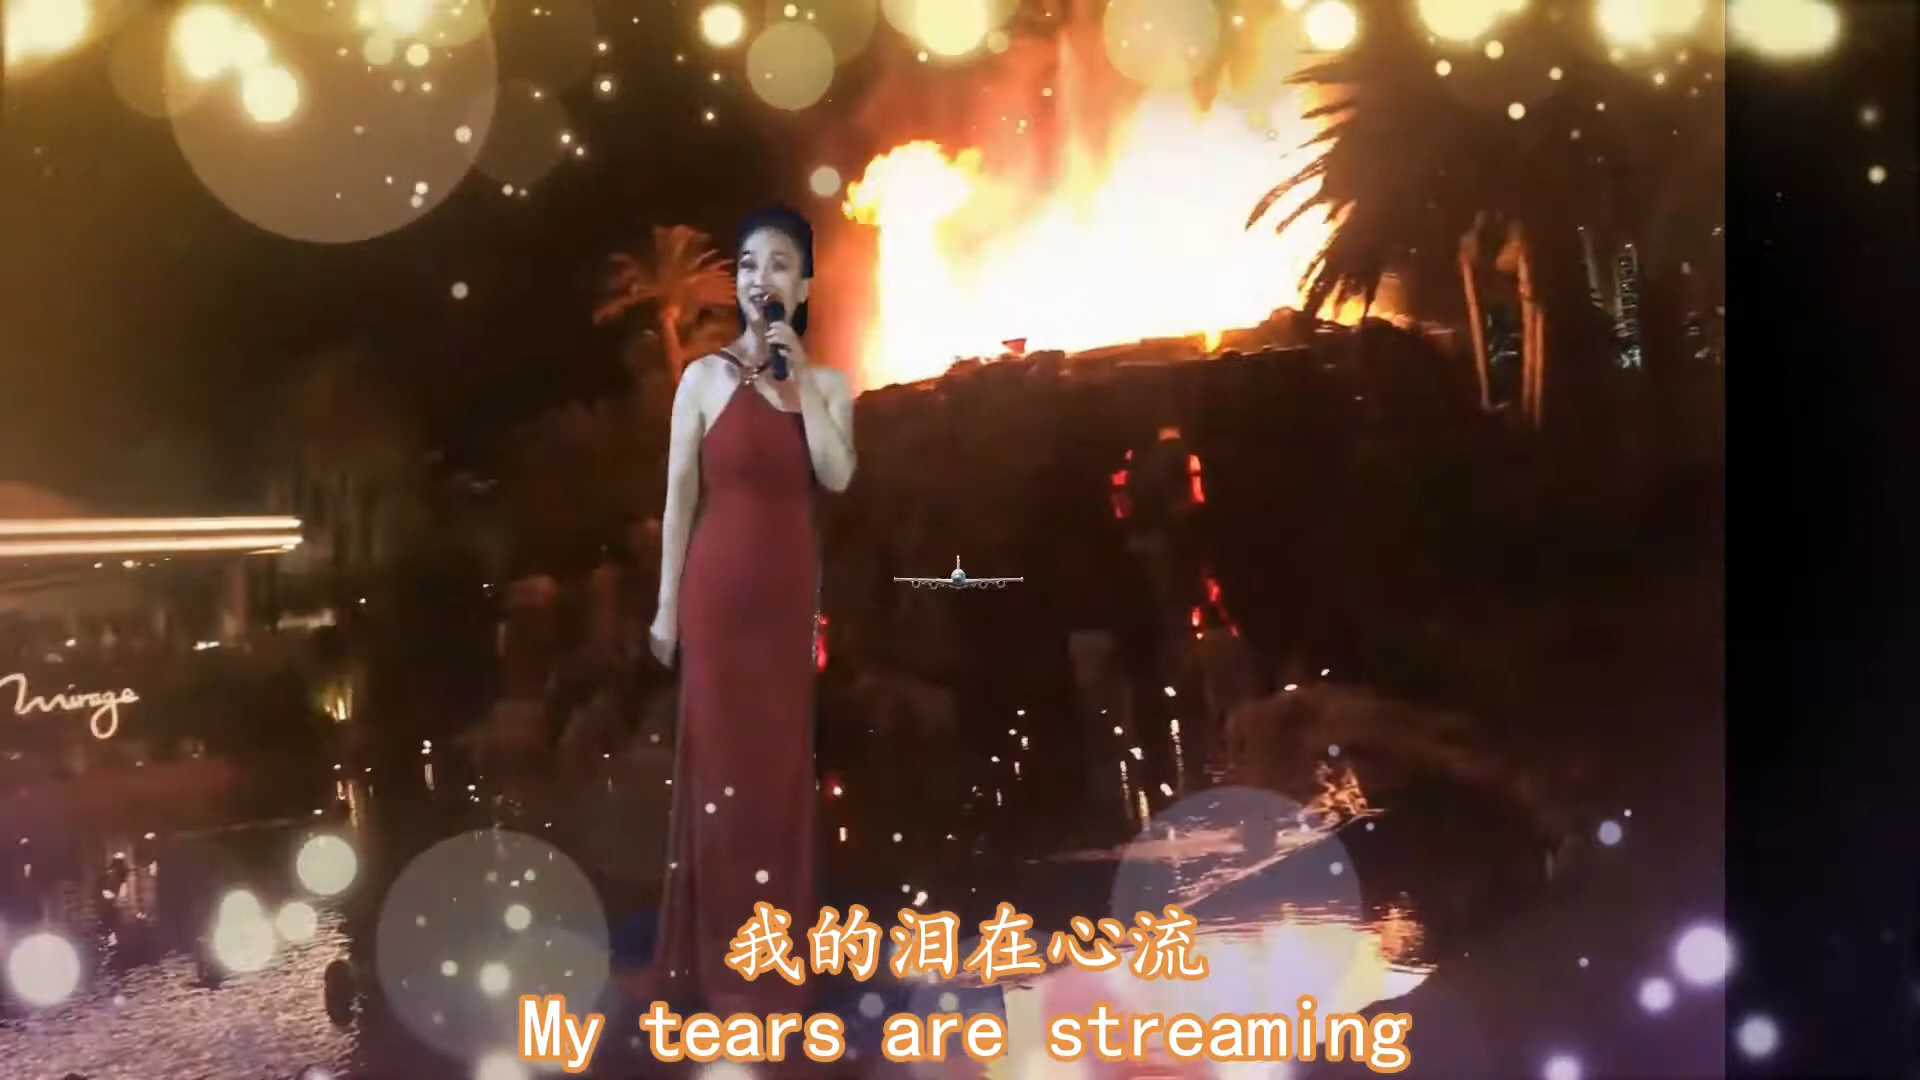 Mirage
我的泪在心流
My tears are streaming